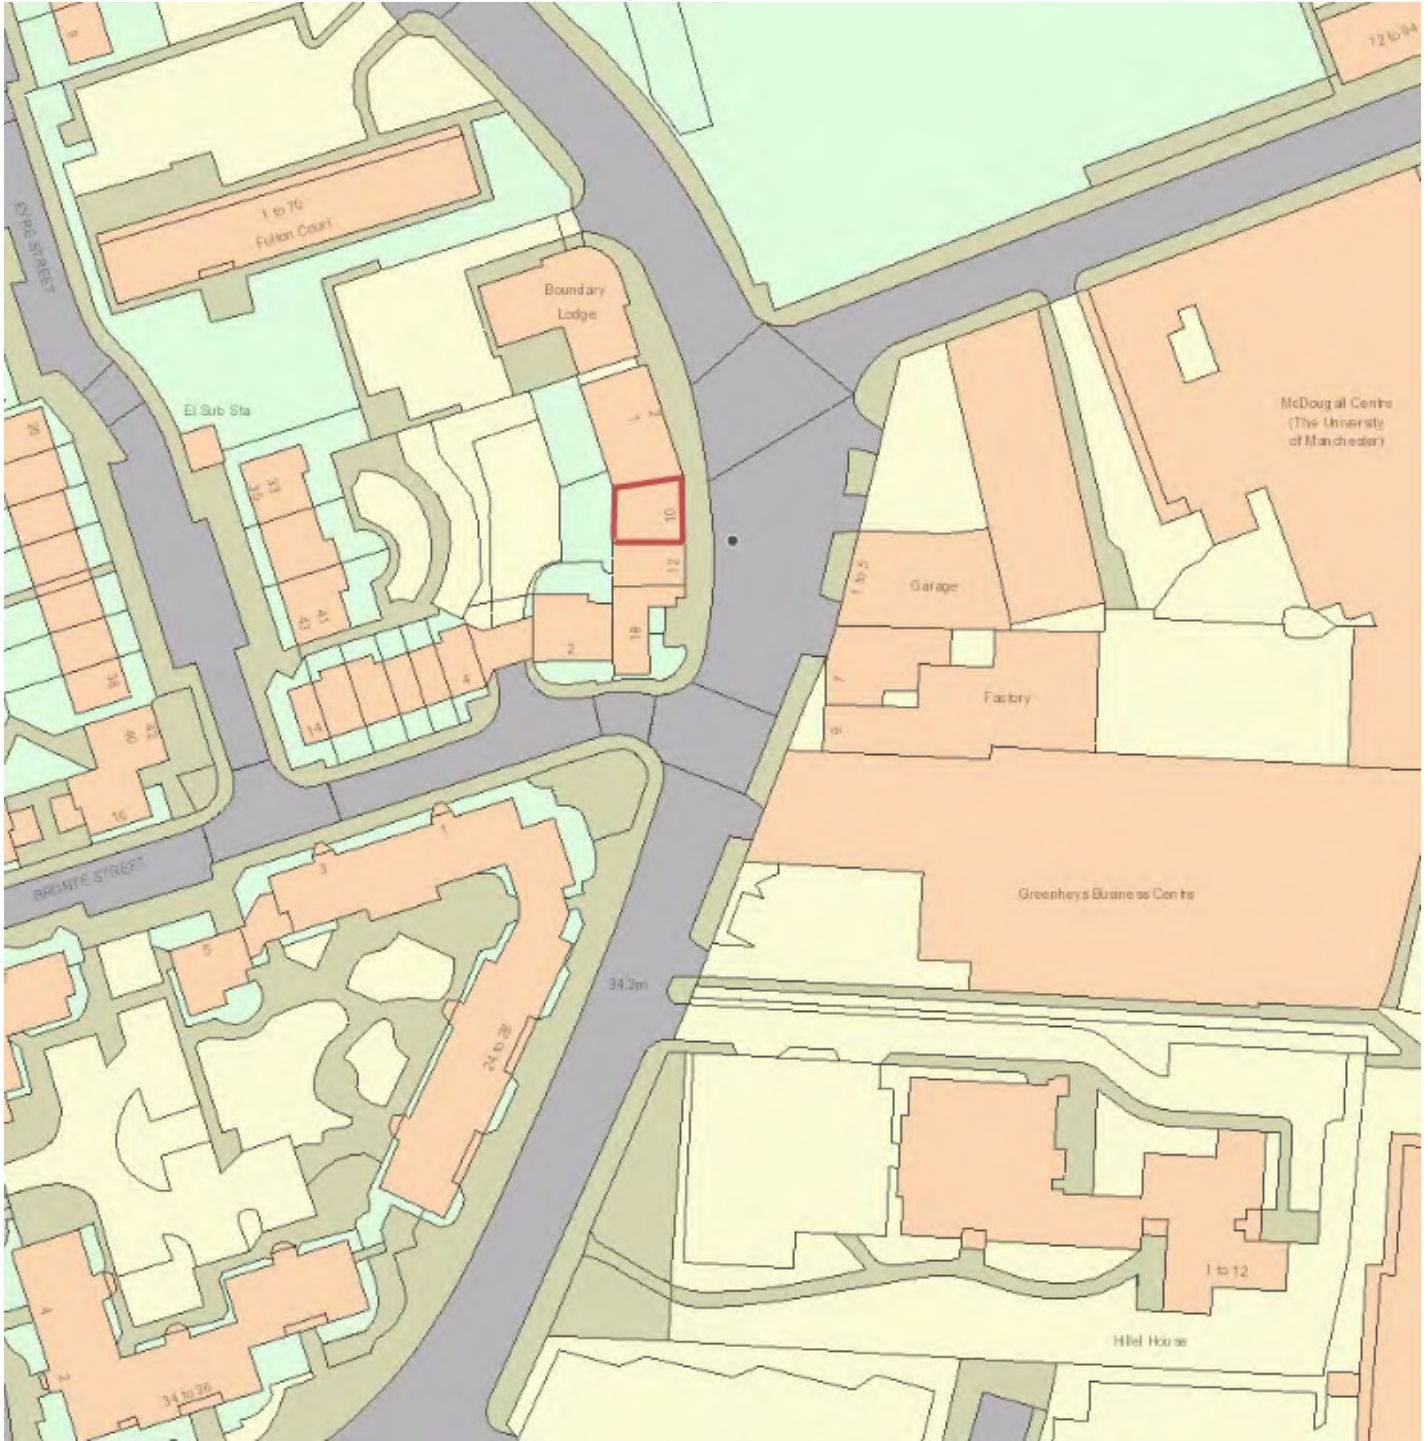 9
72 to 94
1 to 70
Fulton Court
EYRE STREET
Boundary
Lodge
El Sub Sta
McDougall Centre
(The University
of Manchester)
2
1
26
33
35
10
12
1 to 5
Garage
41
43
18
2
4
38
7
Factory
9
14
42
40
16
BRONTE STREET
1
3
5
Greenheys Business Centre
34.3m
24 to 28
1 to 12
Hillel House
4
2
34 to 36